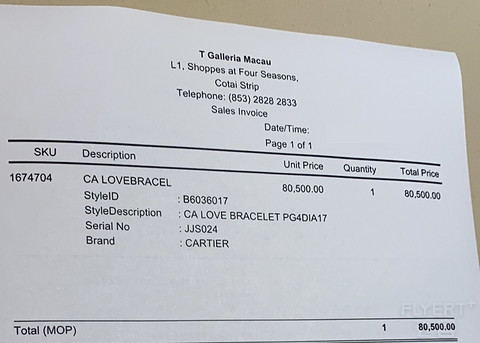 T Galleria Macau
L1, Shoppes at Four Seasons,
Cotai Strip
Telephone: (853) 2828 2833
Sales Invoice
Date/Time:
Page 1 of 1
SKU Description Unit Price Quantity Total Price
1674704 CA LOVEBRACEL 80,500.00 1 80,500.00
StyleID : B6036017
StyleDescription : CA LOVE BRACELET PG4DIA17
Serial No : JJS024
Brand : CARTIER
FLYERT
Total (MOP) 1 80,500.00